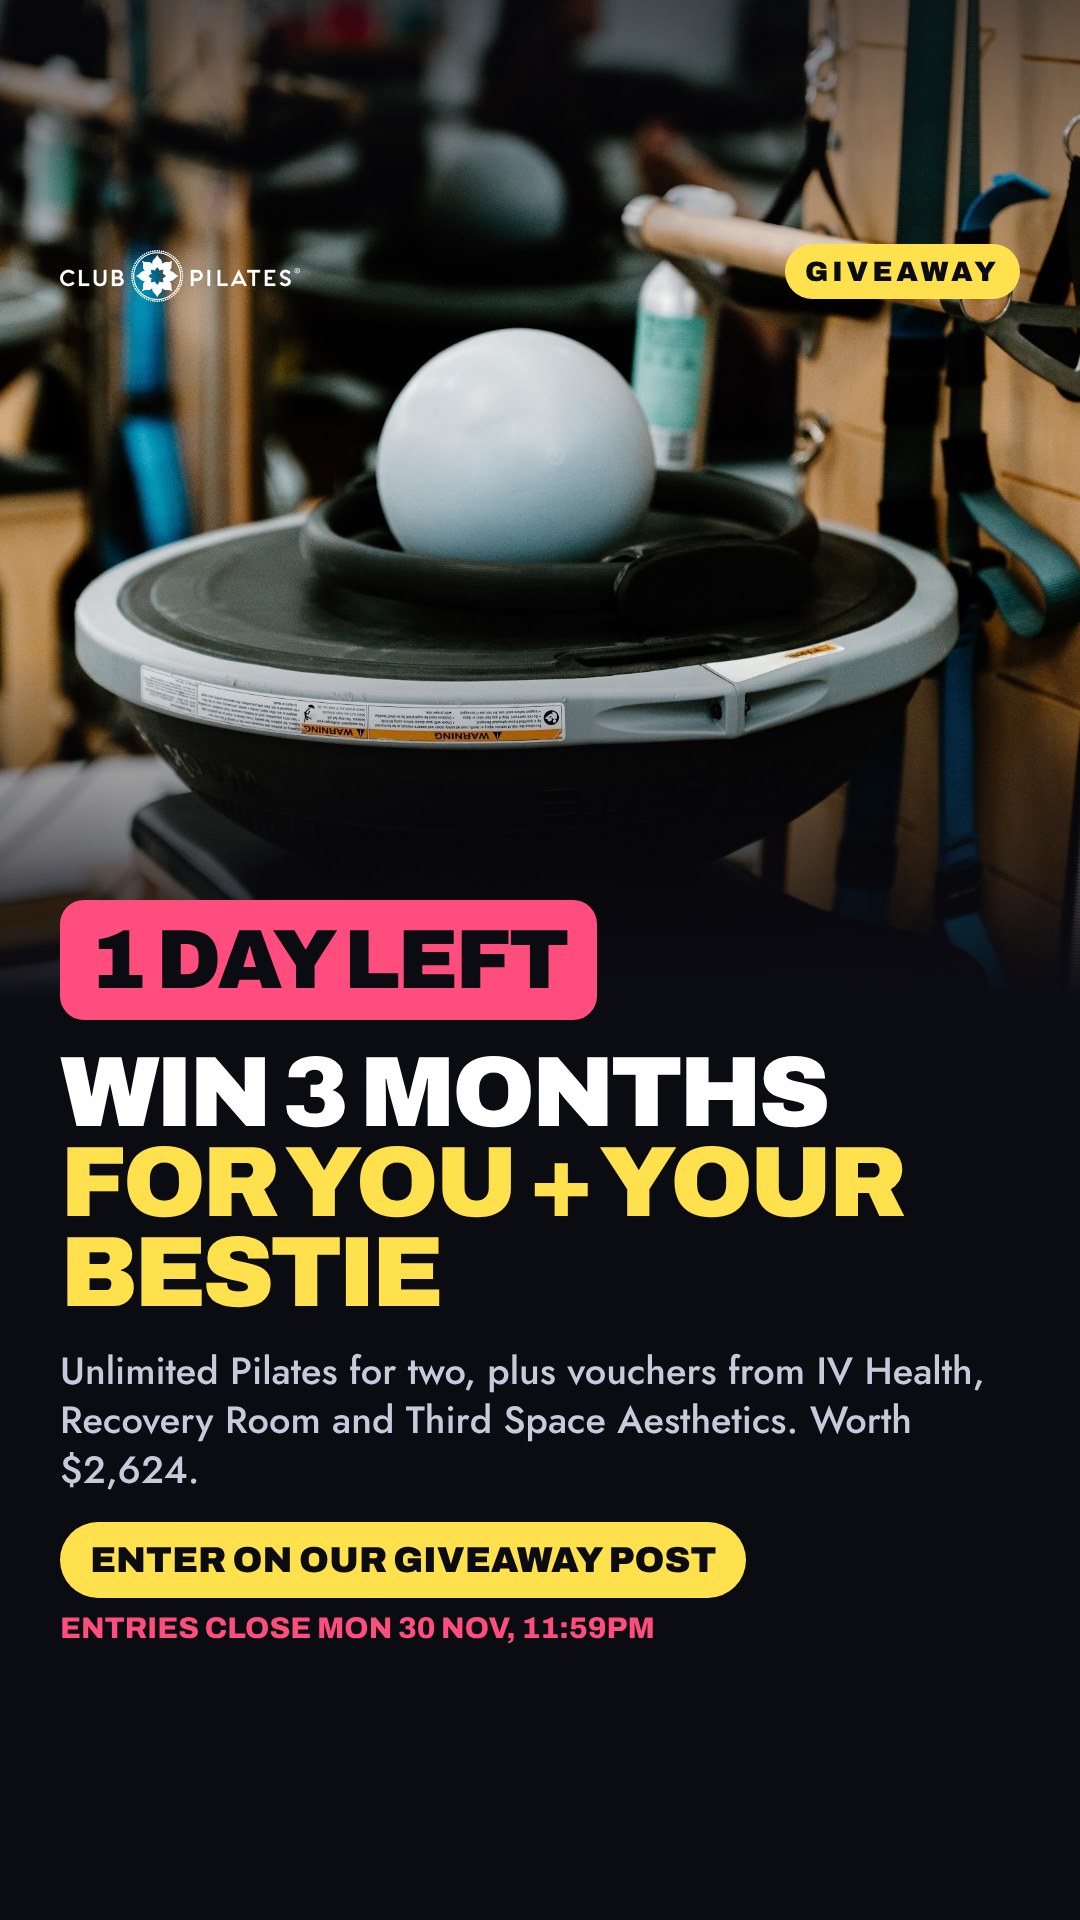 CLUB PILATES®
GIVEAWAY
WARNING
WARNING
1 DAY LEFT
WIN 3 MONTHS
FOR YOU + YOUR
BESTIE
Unlimited Pilates for two, plus vouchers from IV Health,
Recovery Room and Third Space Aesthetics. Worth
$2,624.
ENTER ON OUR GIVEAWAY POST
ENTRIES CLOSE MON 30 NOV, 11:59PM